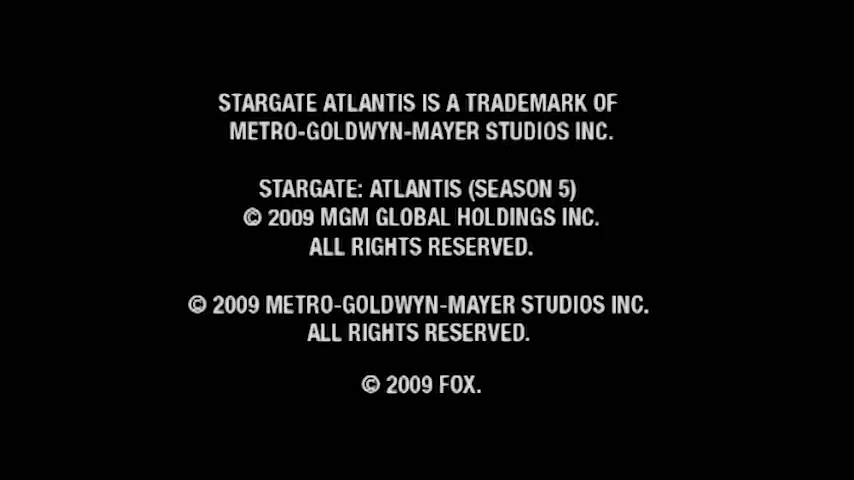 STARGATE ATLANTIS IS A TRADEMARK OF
METRO-GOLDWYN-MAYER STUDIOS INC.
STARGATE: ATLANTIS (SEASON 5)
© 2009 MGM GLOBAL HOLDINGS INC.
ALL RIGHTS RESERVED.
© 2009 METRO-GOLDWYN-MAYER STUDIOS INC.
ALL RIGHTS RESERVED.
© 2009 FOX.